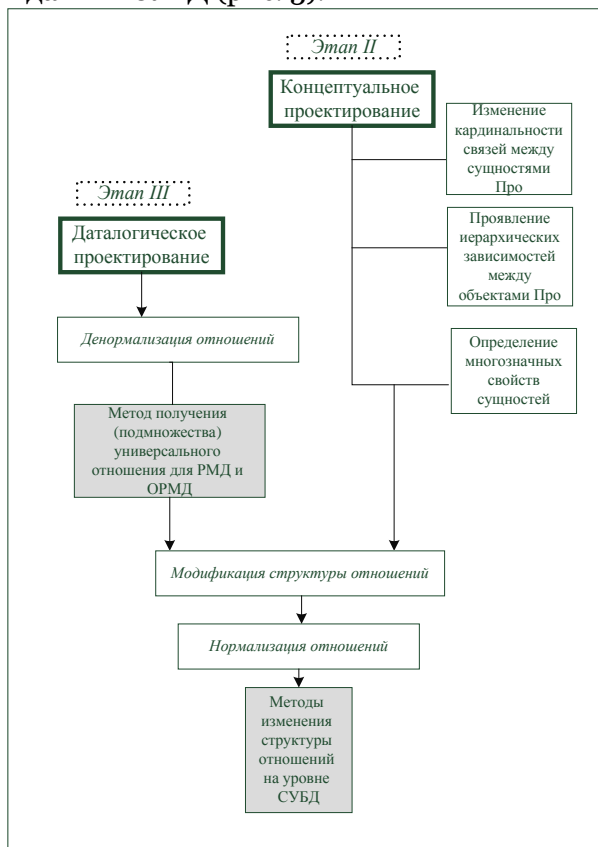 Этап II
Концептуальное
проектирование
Изменение
кардинальности
связей между
сущностями
Про
Этап III
Даталогическое
проектирование
Проявление
иерархических
зависимостей
между
объектами Про
Денормализация отношений
Определение
многозначных
свойств
сущностей
Метод получения
(подмножества)
универсального
отношения для РМД и
ОРМД
Модификация структуры отношений
Нормализация отношений
Методы
изменения
структуры
отношений
на уровне
СУБД